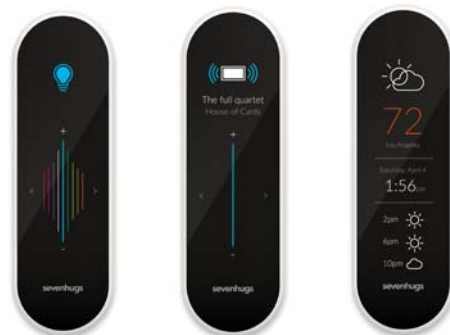 +
-
sevenhugs
The full quartet
House of Cards
+
-
sevenhugs
72
Los Angeles
Saturday, April 4
1:56pm
2pm
6pm
10pm
sevenhugs